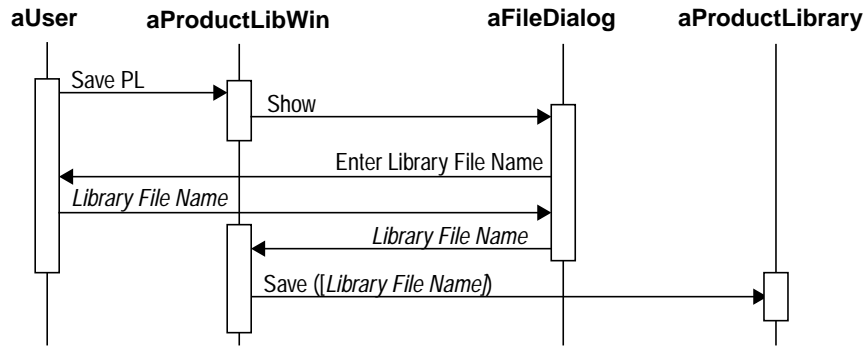 aUser aProductLibWin aFileDialog aProductLibrary
Save PL
Show
Enter Library File Name
Library File Name
Library File Name
Save ([Library File Name])